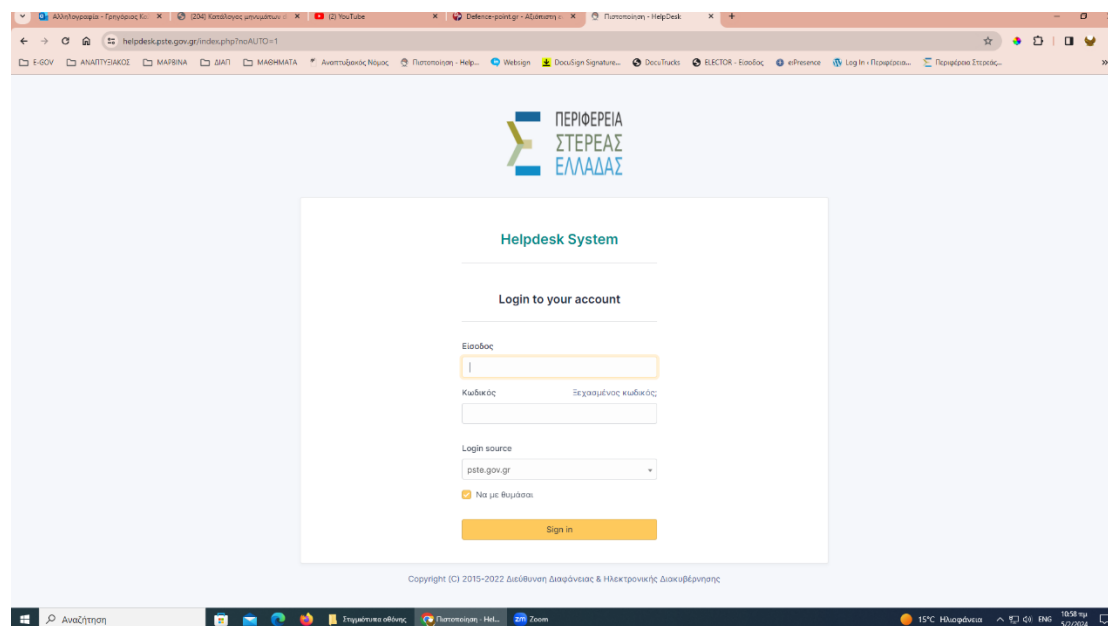 Αλληλογραφία - Γρηγόριος Κα
(204) Κατάλογος μηνυμάτων
(2) YouTube
Defence-point.gr - Αξιόπιστη
Πιστοποίηση - HelpDesk
helpdesk.pste.gov.gr/index.php?noAUTO=1
E-GOV
ΑΝΑΠΤΥΞΙΑΚΟΣ
ΜΑΡΒΙΝΑ
ΔΙΑΠ
ΜΑΘΗΜΑΤΑ
Αναπτυξιακός Νόμος
Πιστοποίηση - Help...
Websign
DocuSign Signature...
DocuTracks
ELECTOR - Είσοδος
e:Presence
Log In ‹ Περιφέρεια...
Περιφέρεια Στερεάς...
ΠΕΡΙΦΕΡΕΙΑ
ΣΤΕΡΕΑΣ
ΕΛΛΑΔΑΣ
Helpdesk System
Login to your account
Είσοδος
Κωδικός Ξεχασμένος κωδικός;
Login source
pste.gov.gr
Να με θυμάσαι
Sign in
Copyright (C) 2015-2022 Διεύθυνση Διαφάνειας & Ηλεκτρονικής Διακυβέρνησης
Αναζήτηση
Στιγμιότυπα οθόνης
Πιστοποίηση - Hel...
Zoom
15°C Ηλιοφάνεια
ENG
10:58 πμ
5/2/2024